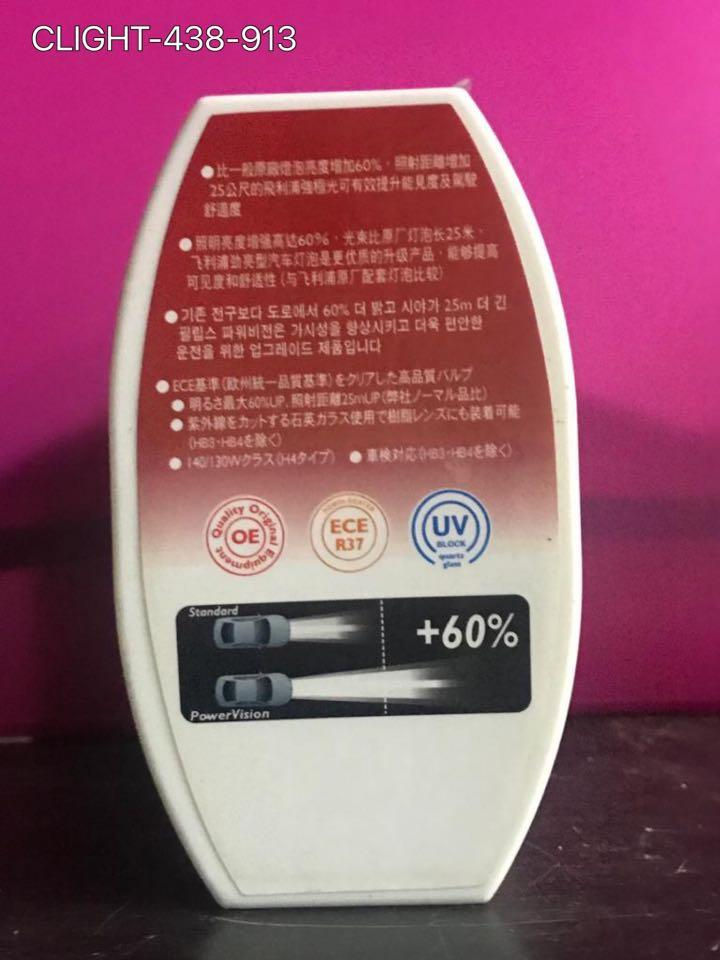 CLIGHT-438-913
● 比一般原廠燈泡亮度增加60%，照射距離增加
25公尺的飛利浦強極光可有效提升能見度及駕駛
舒適度
● 照明亮度增强高达60%，光束比原厂灯泡长25米，
飞利浦劲亮型汽车灯泡是更优质的升级产品，能够提高
可见度和舒适性（与飞利浦原厂配套灯泡比较）
● 기존 전구보다 도로에서 60% 더 밝고 시야가 25m 더 긴
필립스 파워비전은 가시성을 향상시키고 더욱 편안한
운전을 위한 업그레이드 제품입니다
● ECE基準（欧州統一品質基準）をクリアした高品質バルブ
● 明るさ最大60%UP、照射距離25mUP（弊社ノーマル品比）
● 紫外線をカットする石英ガラス使用で樹脂レンズにも装着可能
（HB3・HB4を除く）
● 140/130Wクラス（H4タイプ） ● 車検対応（HB3・HB4を除く）
Quality Original
OE
Equipment
ECE
R37
UV
BLOCK
quartz
glass
Standard
+60%
PowerVision